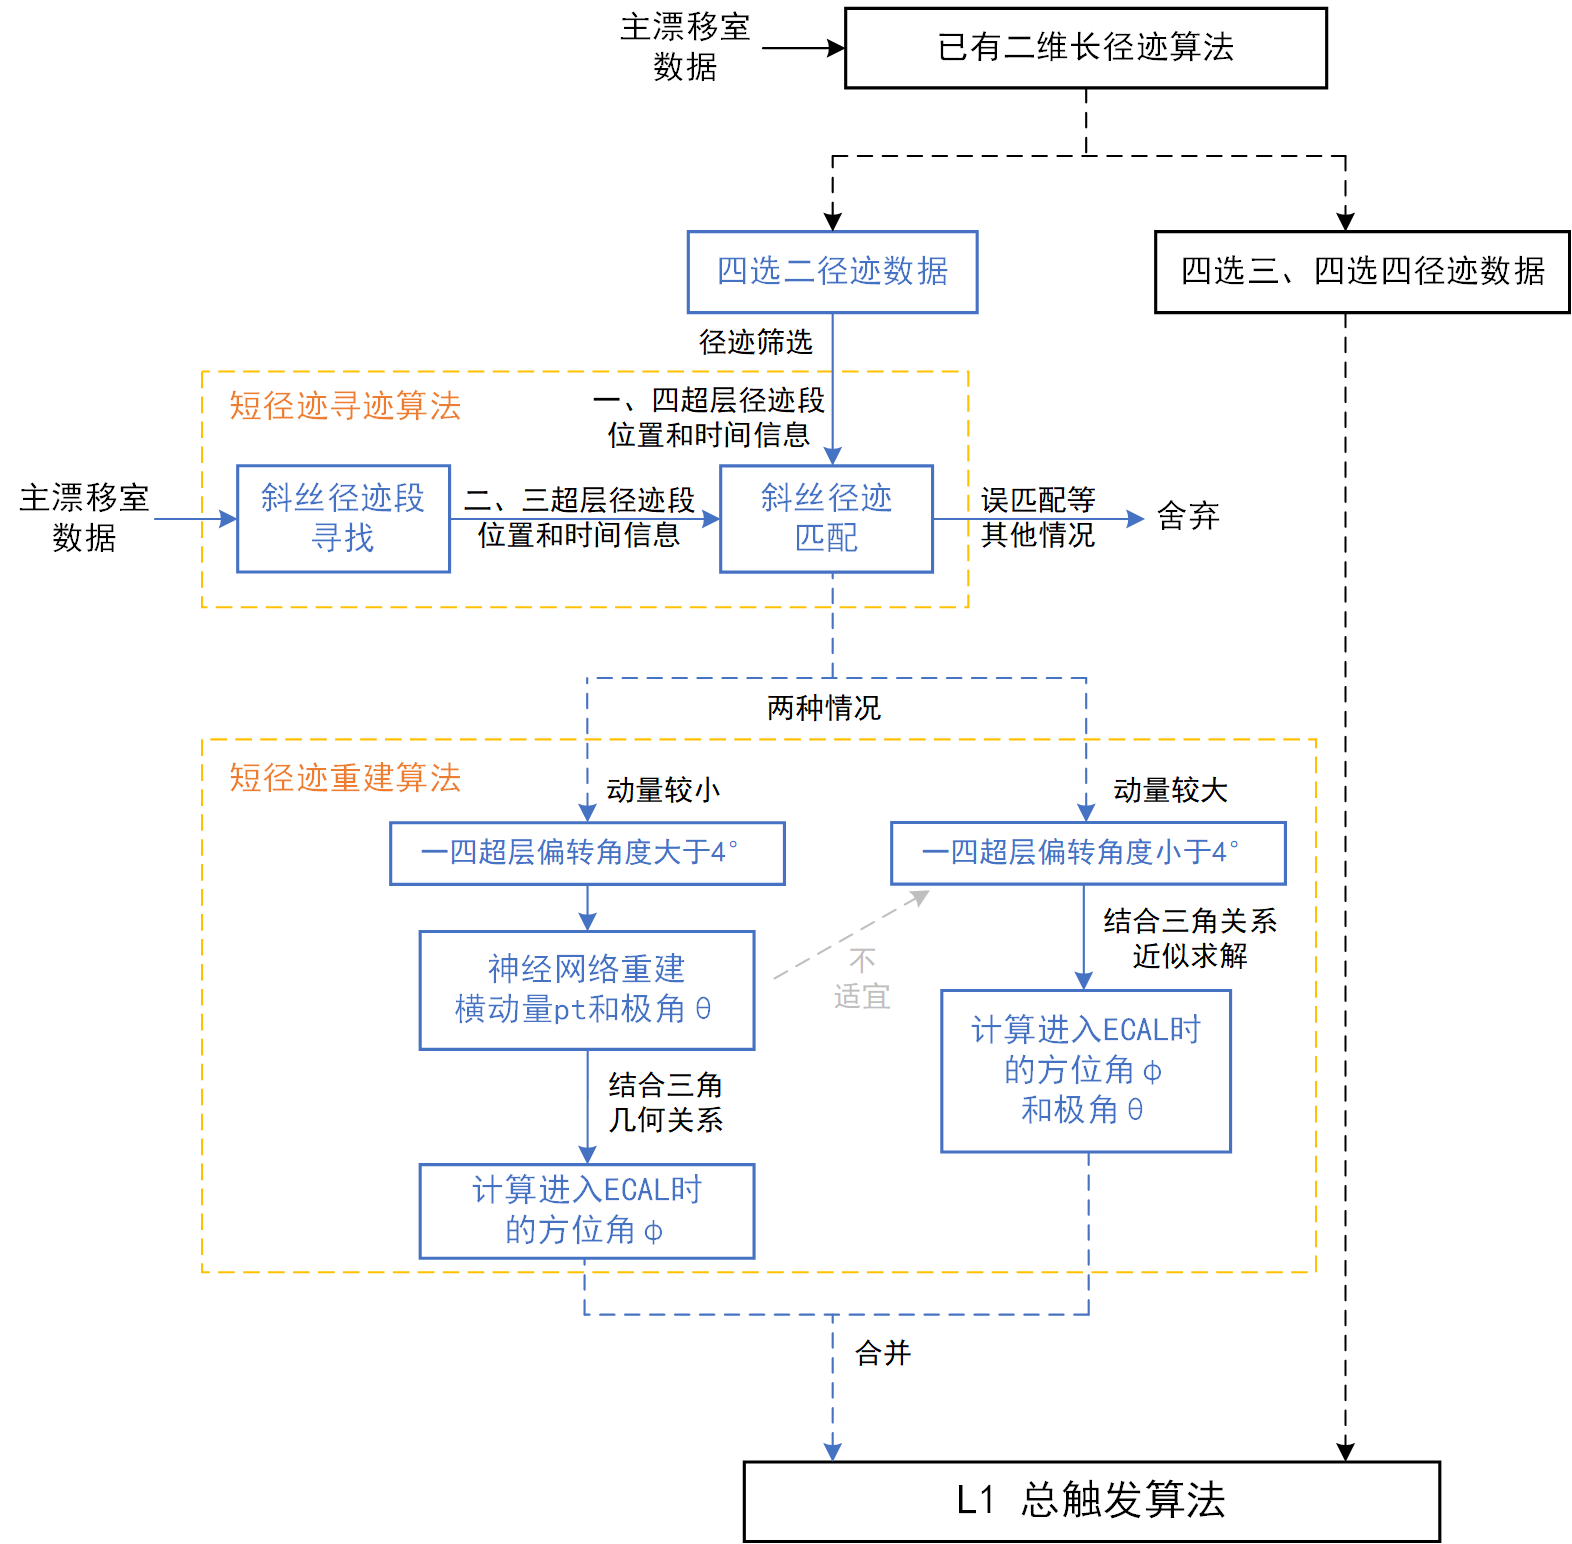 主漂移室
数据
已有二维长径迹算法
四选二径迹数据
四选三、四选四径迹数据
径迹筛选
短径迹寻迹算法
一、四超层径迹段
位置和时间信息
主漂移室
数据
斜丝径迹段
寻找
二、三超层径迹段
位置和时间信息
斜丝径迹
匹配
误匹配等
其他情况
舍弃
两种情况
短径迹重建算法
动量较小
动量较大
一四超层偏转角度大于4°
一四超层偏转角度小于4°
神经网络重建
横动量pt和极角θ
不
适宜
结合三角关系
近似求解
结合三角
几何关系
计算进入ECAL时
的方位角φ
和极角θ
计算进入ECAL时
的方位角φ
合并
L1 总触发算法